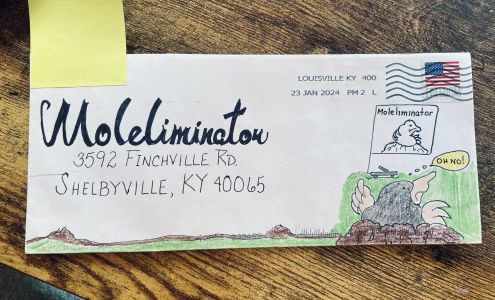 LOUISVILLE KY 400
23 JAN 2024 PM 2 L
Moleliminator
Moleliminator
OH NO!
3592 FINCHVILLE RD.
SHELBYVILLE, KY 40065